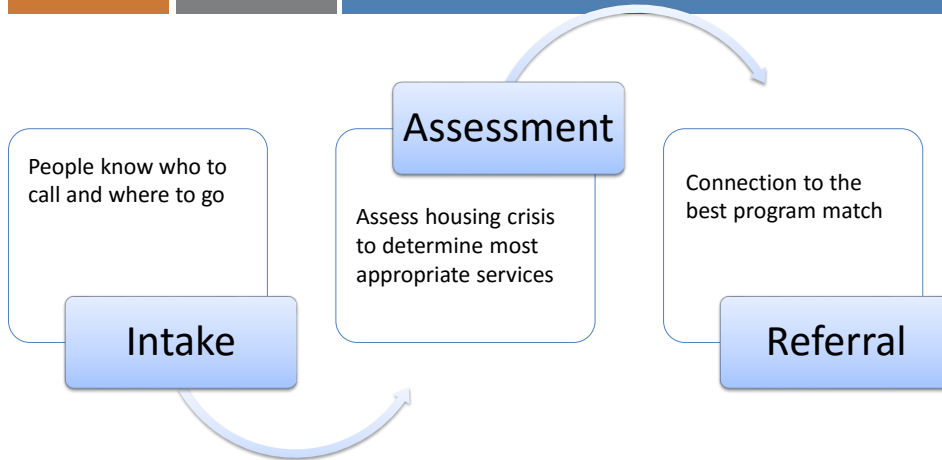 People know who to
call and where to go
Intake
Assessment
Assess housing crisis
to determine most
appropriate services
Connection to the
best program match
Referral